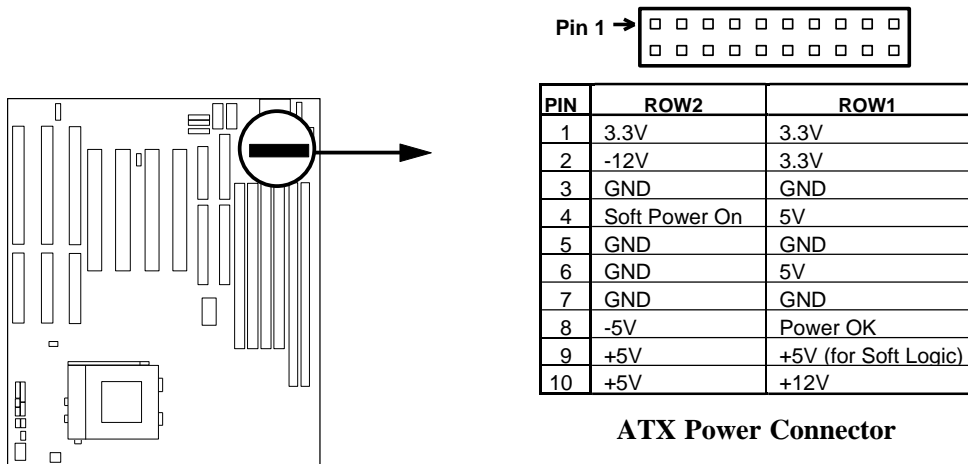 Pin 1
PIN ROW2 ROW1
1 3.3V 3.3V
2 -12V 3.3V
3 GND GND
4 Soft Power On 5V
5 GND GND
6 GND 5V
7 GND GND
8 -5V Power OK
9 +5V +5V (for Soft Logic)
10 +5V +12V
ATX Power Connector